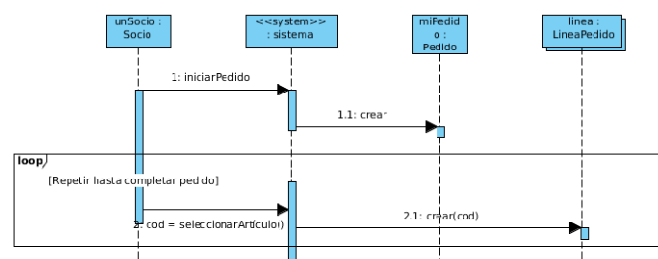 unSocio :
Socio
<<system>>
: sistema
miPedid
o :
Pedido
linea :
LineaPedido
1: iniciarPedido
1.1: crear
loop
[Repetir hasta completar pedido]
2: cod = seleccionarArtículo()
2.1: crear(cod)